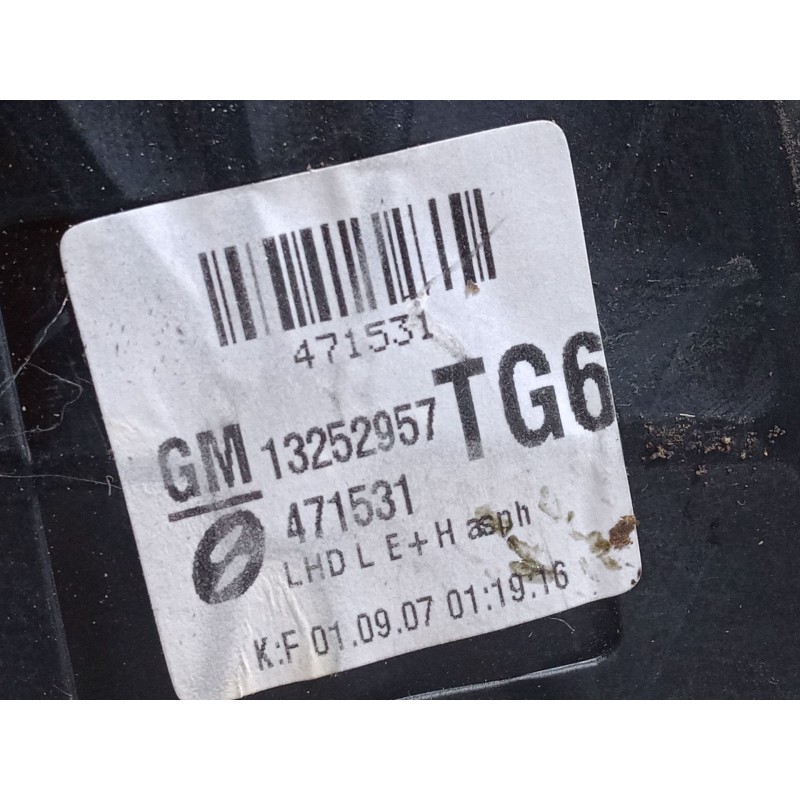 471531
GM 13252957 TG6
471531
LHD L E+H asph
K:F 01.09.07 01:19:16